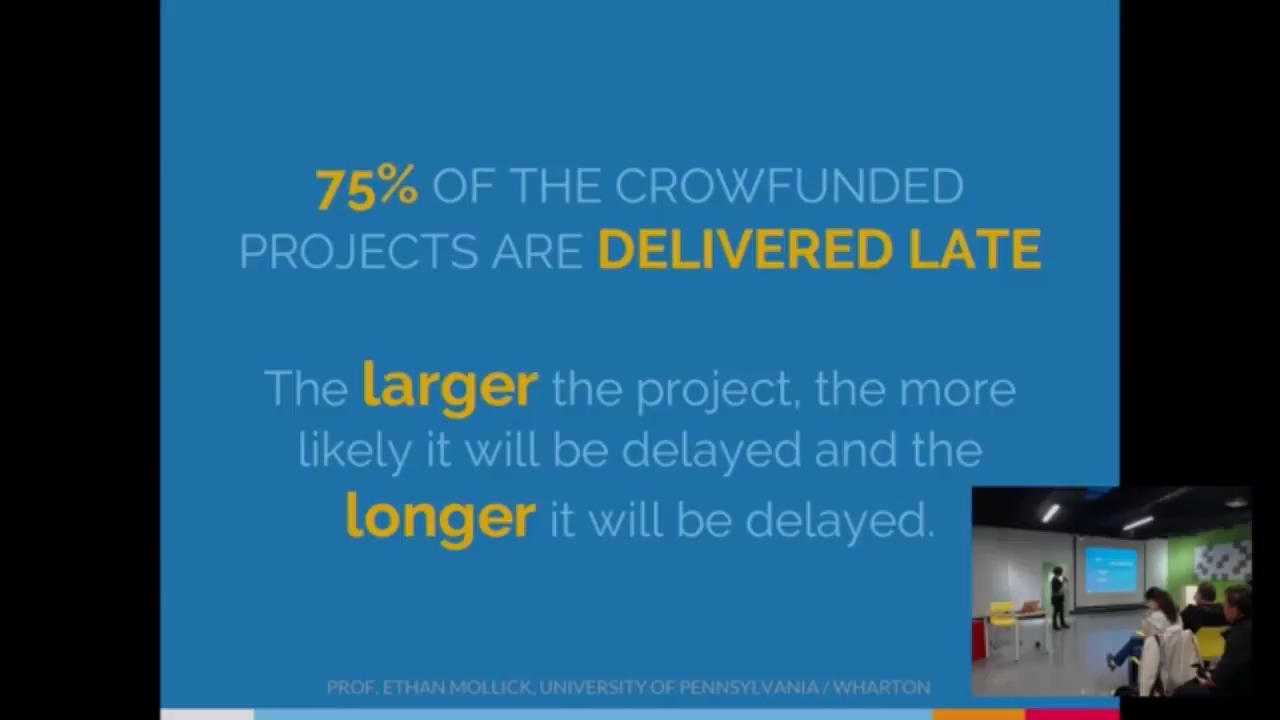 75% OF THE CROWFUNDED
PROJECTS ARE DELIVERED LATE
The larger the project, the more
likely it will be delayed and the
longer it will be delayed.
PROF. ETHAN MOLLICK, UNIVERSITY OF PENNSYLVANIA / WHARTON